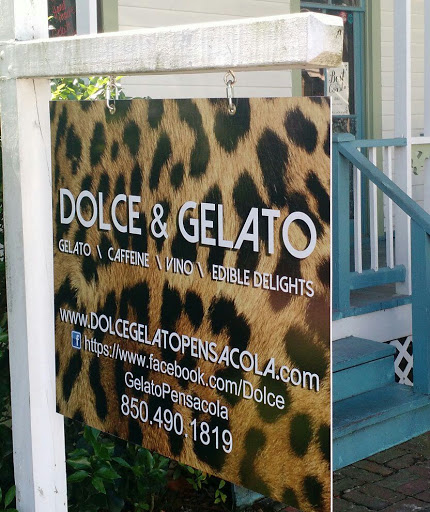 DOLCE & GELATO
GELATO \ CAFFEINE \ VINO \ EDIBLE DELIGHTS
www.DOLCEGELATOPENSACOLA.com
f https://www.facebook.com/Dolce
GelatoPensacola
850.490.1819